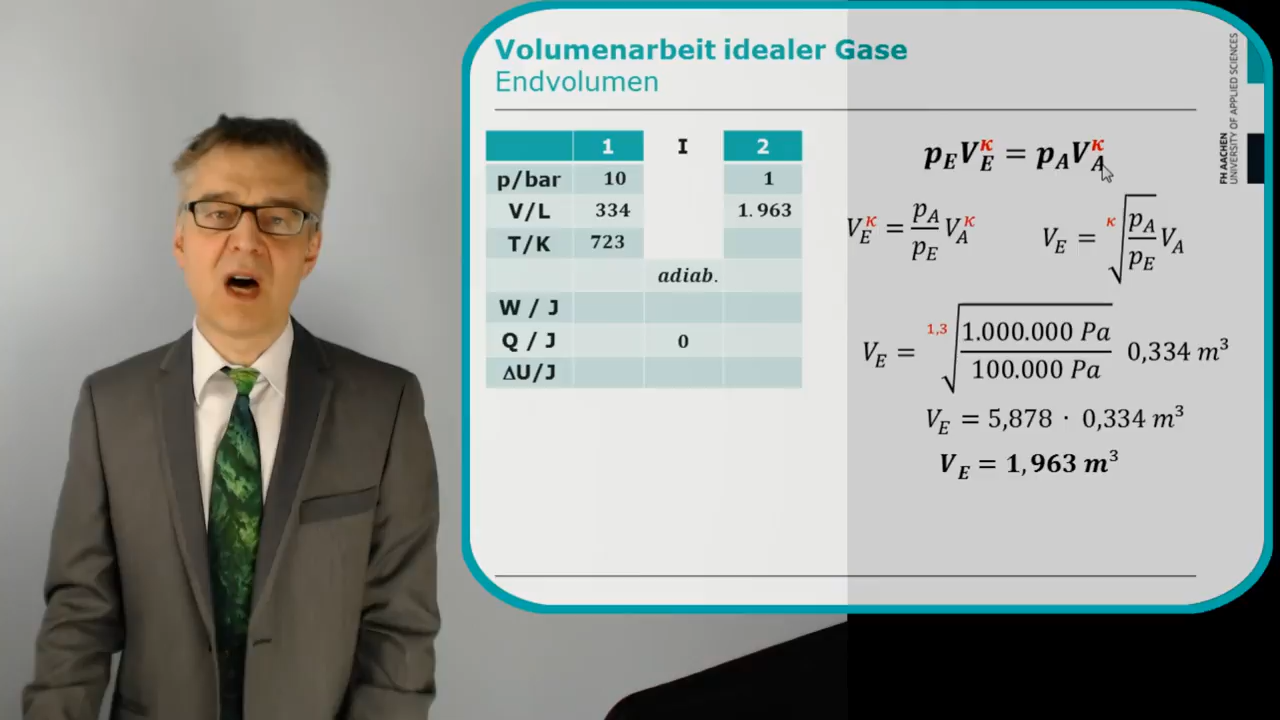 Volumenarbeit idealer Gase
Endvolumen
1 I 2
p/bar 10 1
V/L 334 1.963
T/K 723
adiab.
W / J
Q / J 0
ΔU/J
p_E V_E^κ = p_A V_A^κ
V_E^κ = p_A/p_E V_A^κ
V_E = ^κ√(p_A/p_E) V_A
V_E = ^1,3√(1.000.000 Pa/100.000 Pa) 0,334 m³
V_E = 5,878 · 0,334 m³
V_E = 1,963 m³
FH AACHEN
UNIVERSITY OF APPLIED SCIENCES